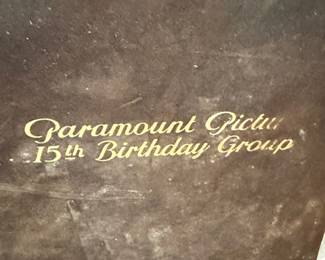 Paramount Pictu
15th Birthday Group